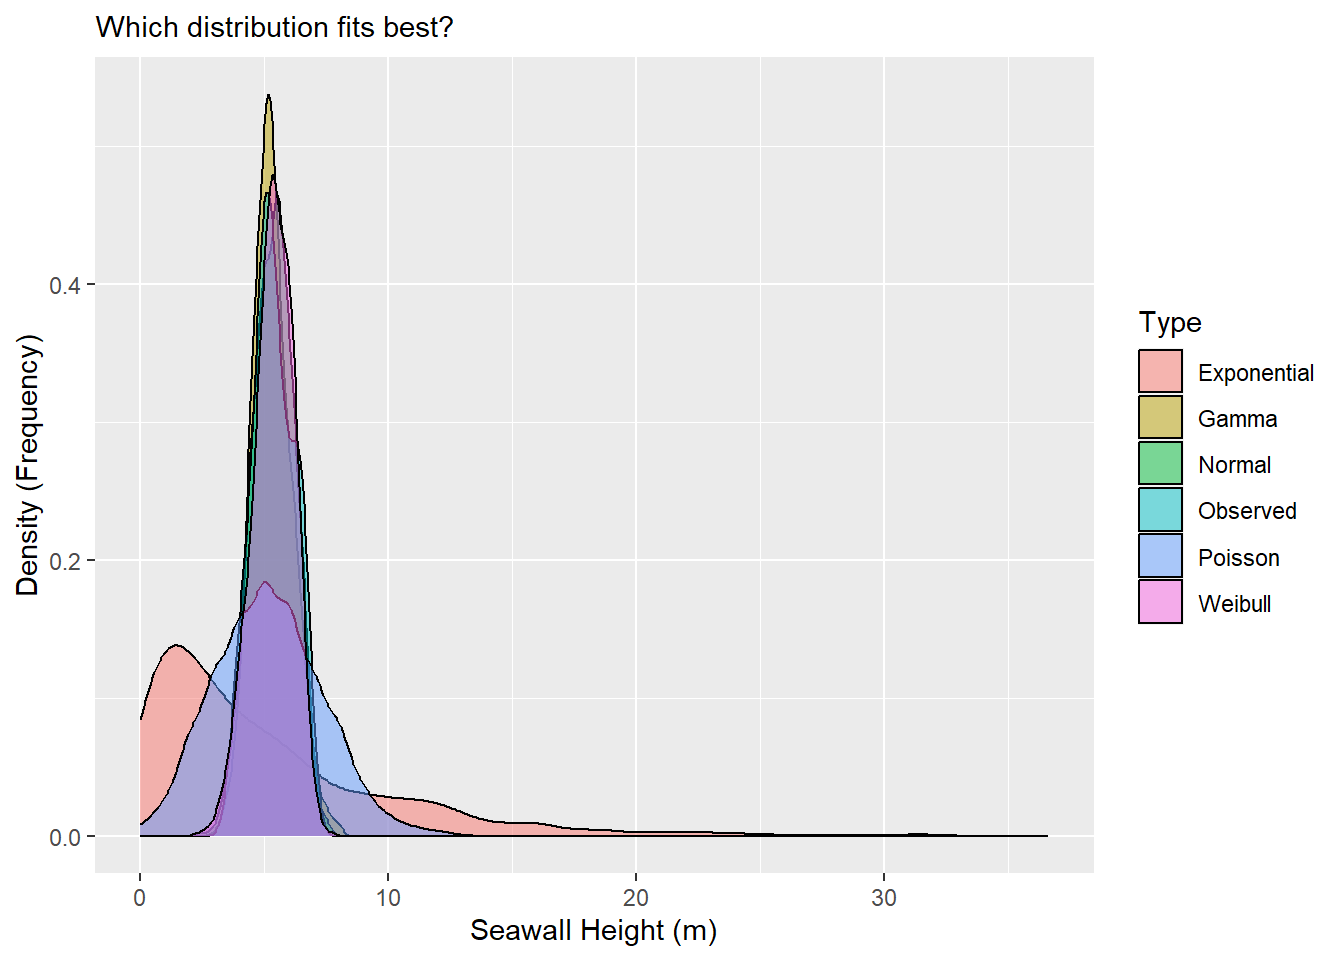 Which distribution fits best?
Density (Frequency)
0.4
0.2
0.0
0
10
20
30
Seawall Height (m)
Type
Exponential
Gamma
Normal
Observed
Poisson
Weibull